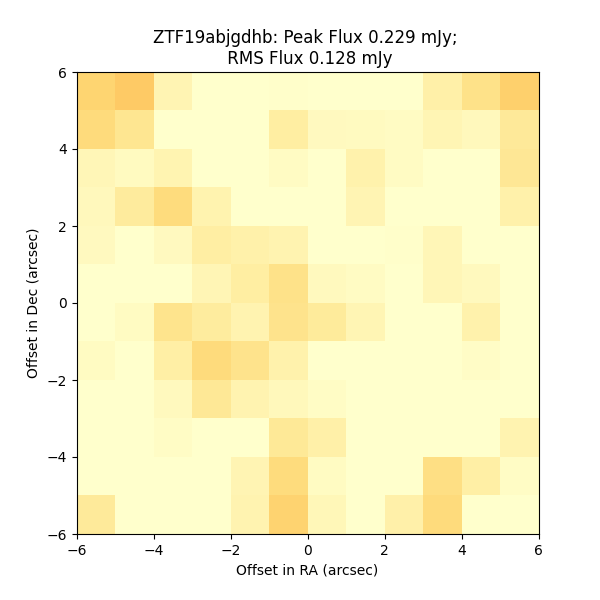 ZTF19abjgdhb: Peak Flux 0.229 mJy;
RMS Flux 0.128 mJy
6
4
2
0
−2
−4
−6
Offset in Dec (arcsec)
−6 −4 −2 0 2 4 6
Offset in RA (arcsec)